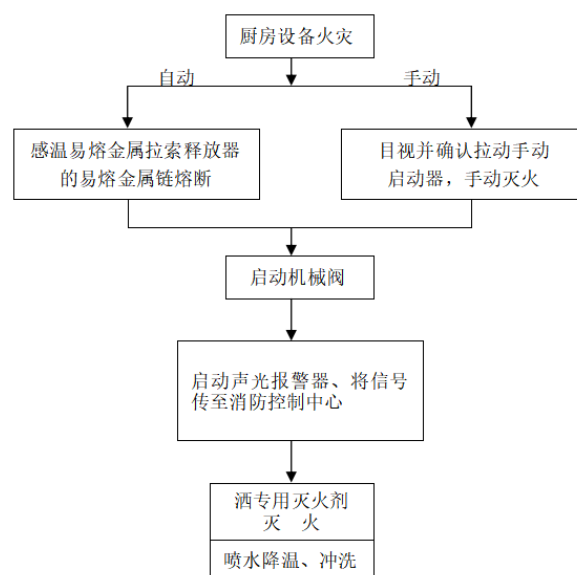 厨房设备火灾
自动
手动
感温易熔金属拉索释放器
的易熔金属链熔断
目视并确认拉动手动
启动器，手动灭火
启动机械阀
启动声光报警器、将信号
传至消防控制中心
洒专用灭火剂
灭 火
喷水降温、冲洗